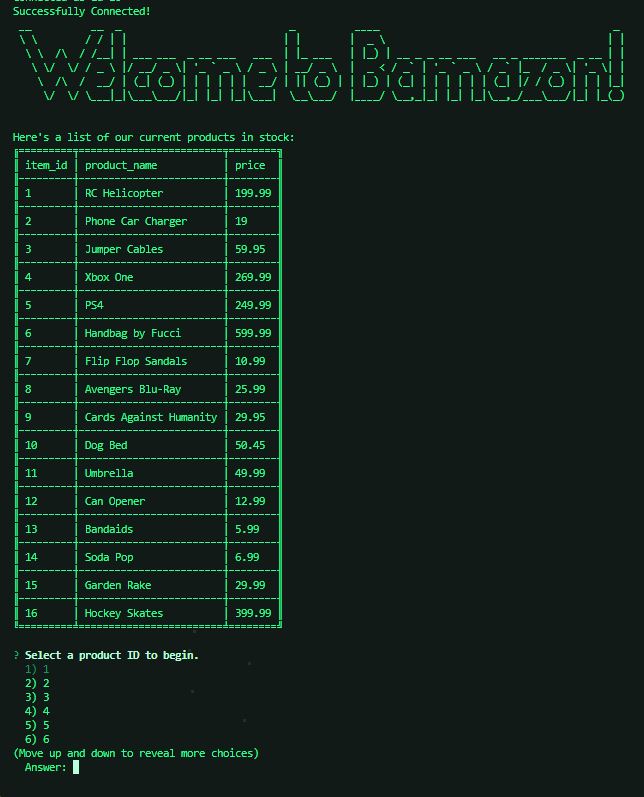 Successfully Connected!
Welcome to Bamazon!
Here's a list of our current products in stock:
item_id product_name price
1 RC Helicopter 199.99
2 Phone Car Charger 19
3 Jumper Cables 59.95
4 Xbox One 269.99
5 PS4 249.99
6 Handbag by Fucci 599.99
7 Flip Flop Sandals 10.99
8 Avengers Blu-Ray 25.99
9 Cards Against Humanity 29.95
10 Dog Bed 50.45
11 Umbrella 49.99
12 Can Opener 12.99
13 Bandaids 5.99
14 Soda Pop 6.99
15 Garden Rake 29.99
16 Hockey Skates 399.99
? Select a product ID to begin.
1) 1
2) 2
3) 3
4) 4
5) 5
6) 6
(Move up and down to reveal more choices)
Answer: